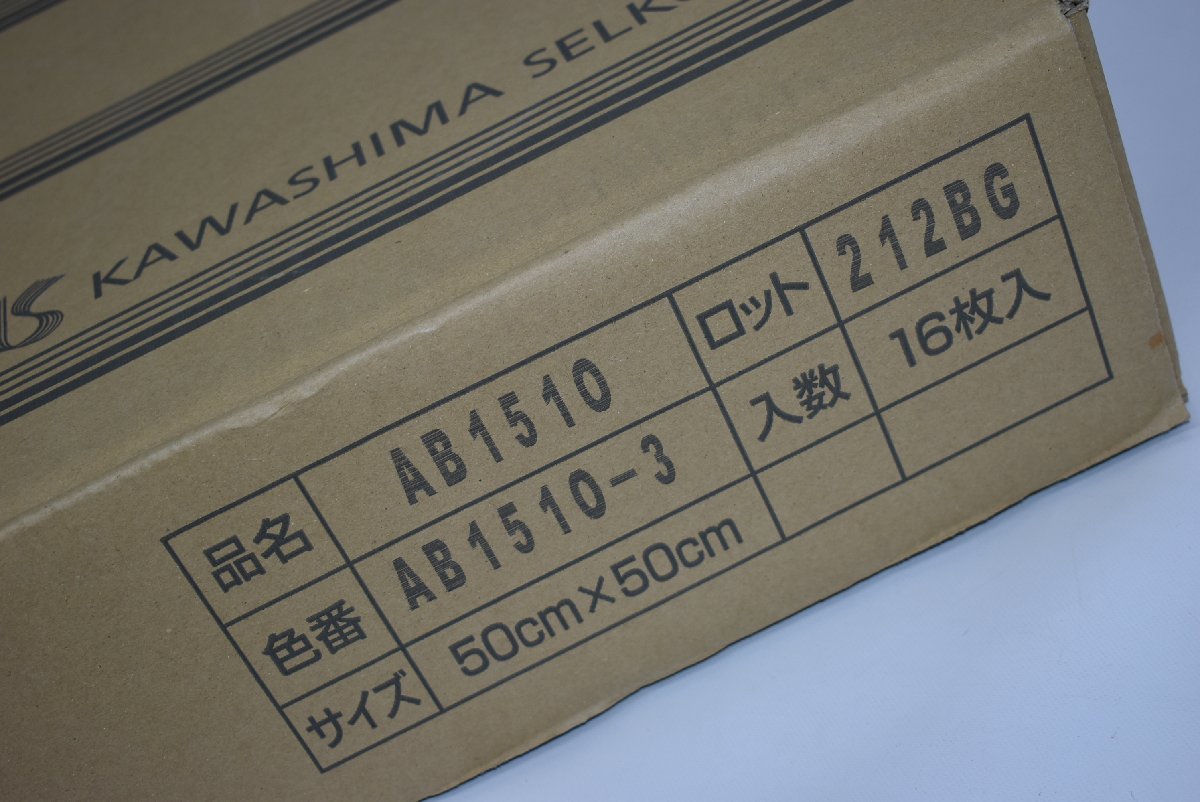 KAWASHIMA
品名 AB1510 ロット 212BG
色番 AB1510-3 入数 16枚入
サイズ 50cm×50cm